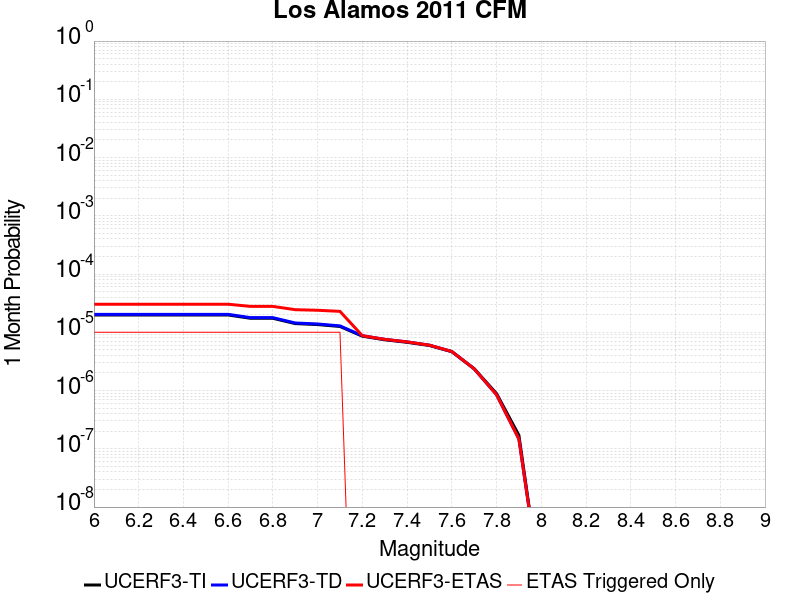 Los Alamos 2011 CFM
10^0
10^-1
10^-2
10^-3
10^-4
10^-5
10^-6
10^-7
10^-8
1 Month Probability
6 6.2 6.4 6.6 6.8 7 7.2 7.4 7.6 7.8 8 8.2 8.4 8.6 8.8 9
Magnitude
UCERF3-TI UCERF3-TD UCERF3-ETAS ETAS Triggered Only